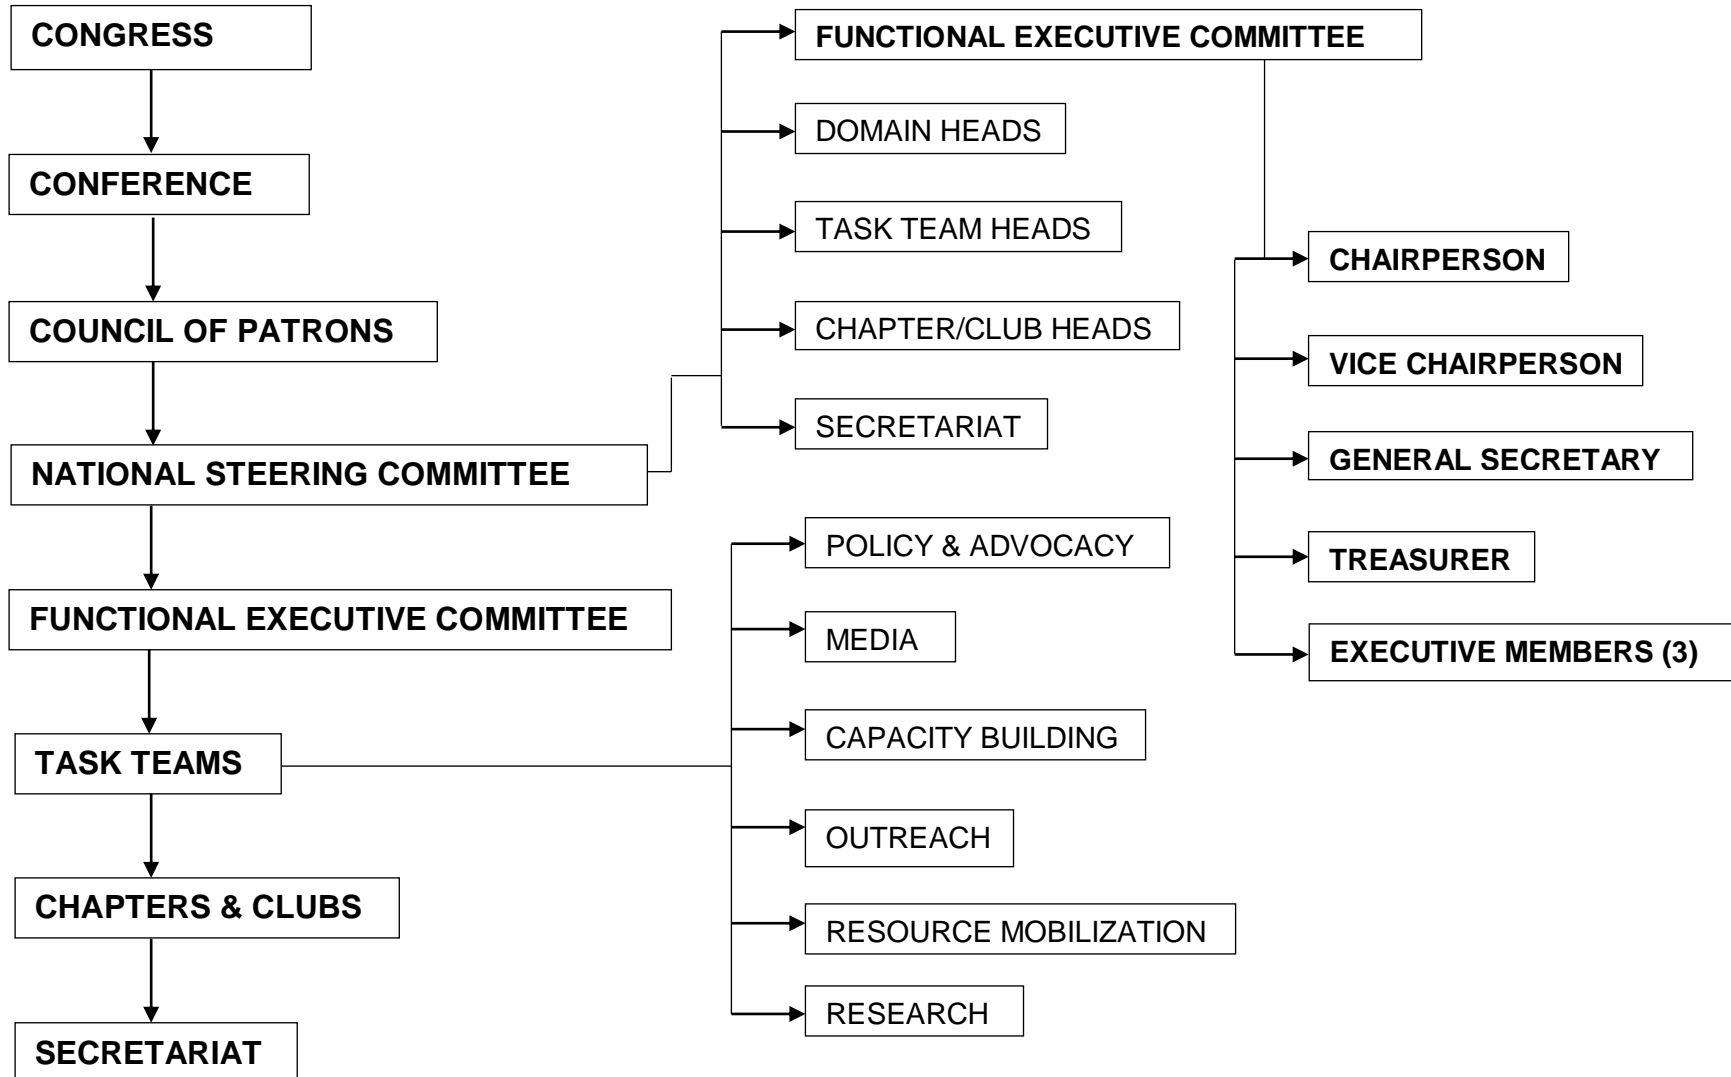 CONGRESS
CONFERENCE
COUNCIL OF PATRONS
NATIONAL STEERING COMMITTEE
FUNCTIONAL EXECUTIVE COMMITTEE
TASK TEAMS
CHAPTERS & CLUBS
SECRETARIAT
FUNCTIONAL EXECUTIVE COMMITTEE
DOMAIN HEADS
TASK TEAM HEADS
CHAPTER/CLUB HEADS
SECRETARIAT
POLICY & ADVOCACY
MEDIA
CAPACITY BUILDING
OUTREACH
RESOURCE MOBILIZATION
RESEARCH
CHAIRPERSON
VICE CHAIRPERSON
GENERAL SECRETARY
TREASURER
EXECUTIVE MEMBERS (3)